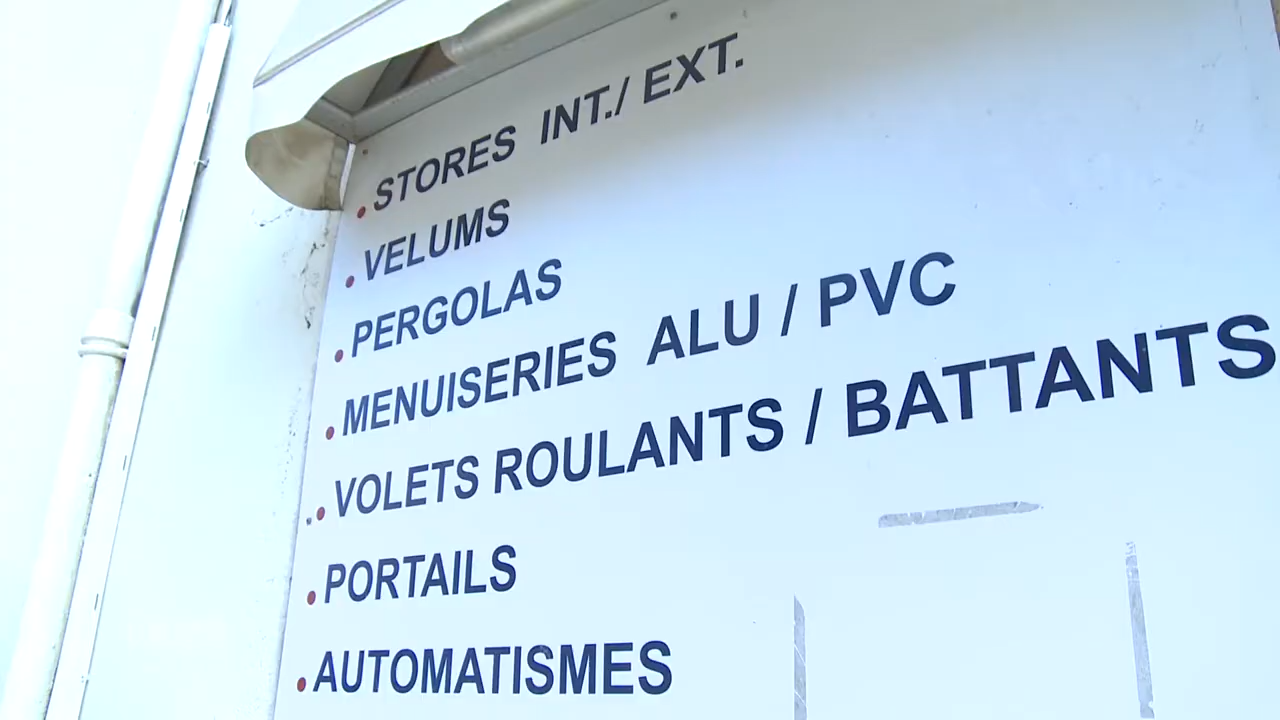 .STORES INT./ EXT.
.VELUMS
.PERGOLAS
.MENUISERIES ALU / PVC
.VOLETS ROULANTS / BATTANTS
.PORTAILS
.AUTOMATISMES